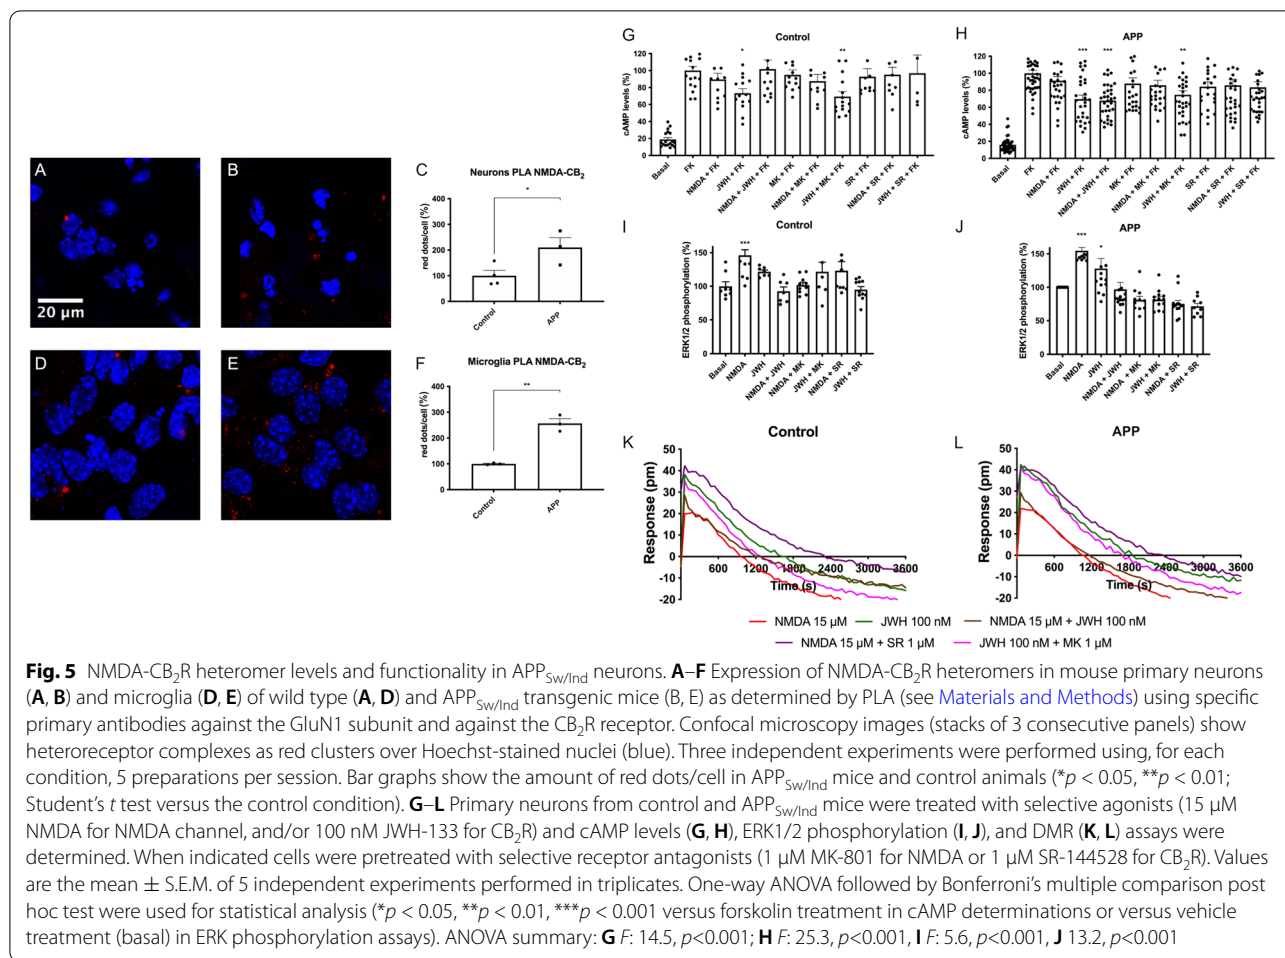 A
B
20 µm
C
Neurons PLA NMDA-CB2
*
red dots/cell (%)
400
300
200
100
0
Control
APP
D
E
F
Microglia PLA NMDA-CB2
**
red dots/cell (%)
400
300
200
100
0
Control
APP
G
Control
cAMP levels (%)
120
100
80
60
40
20
0
*
**
Basal
FK
NMDA + FK
JWH + FK
NMDA + JWH + FK
MK + FK
NMDA + MK + FK
JWH + MK + FK
SR + FK
NMDA + SR + FK
JWH + SR + FK
H
APP
cAMP levels (%)
120
100
80
60
40
20
0
***
***
**
Basal
FK
NMDA + FK
JWH + FK
NMDA + JWH + FK
MK + FK
NMDA + MK + FK
JWH + MK + FK
SR + FK
NMDA + SR + FK
JWH + SR + FK
I
Control
ERK1/2 phosphorylation (%)
150
100
50
0
***
Basal
NMDA
JWH
NMDA + JWH
NMDA + MK
JWH + MK
NMDA + SR
JWH + SR
J
APP
ERK1/2 phosphorylation (%)
150
100
50
0
***
*
Basal
NMDA
JWH
NMDA + JWH
NMDA + MK
JWH + MK
NMDA + SR
JWH + SR
K
Control
Response (pm)
50
40
30
20
10
0
-10
-20
600
1200
1800
2400
3000
3600
Time (s)
L
APP
Response (pm)
50
40
30
20
10
0
-10
-20
600
1200
1800
2400
3000
3600
Time (s)
NMDA 15 µM
JWH 100 nM
NMDA 15 µM + JWH 100 nM
NMDA 15 µM + SR 1 µM
JWH 100 nM + MK 1 µM
Fig. 5 NMDA-CB2R heteromer levels and functionality in APPSw/Ind neurons. A–F Expression of NMDA-CB2R heteromers in mouse primary neurons
(A, B) and microglia (D, E) of wild type (A, D) and APPSw/Ind transgenic mice (B, E) as determined by PLA (see Materials and Methods) using specific
primary antibodies against the GluN1 subunit and against the CB2R receptor. Confocal microscopy images (stacks of 3 consecutive panels) show
heteroreceptor complexes as red clusters over Hoechst-stained nuclei (blue). Three independent experiments were performed using, for each
condition, 5 preparations per session. Bar graphs show the amount of red dots/cell in APPSw/Ind mice and control animals (*p < 0.05, **p < 0.01;
Student's t test versus the control condition). G–L Primary neurons from control and APPSw/Ind mice were treated with selective agonists (15 µM
NMDA for NMDA channel, and/or 100 nM JWH-133 for CB2R) and cAMP levels (G, H), ERK1/2 phosphorylation (I, J), and DMR (K, L) assays were
determined. When indicated cells were pretreated with selective receptor antagonists (1 µM MK-801 for NMDA or 1 µM SR-144528 for CB2R). Values
are the mean ± S.E.M. of 5 independent experiments performed in triplicates. One-way ANOVA followed by Bonferroni's multiple comparison post
hoc test were used for statistical analysis (*p < 0.05, **p < 0.01, ***p < 0.001 versus forskolin treatment in cAMP determinations or versus vehicle
treatment (basal) in ERK phosphorylation assays). ANOVA summary: G F: 14.5, p<0.001; H F: 25.3, p<0.001, I F: 5.6, p<0.001, J 13.2, p<0.001